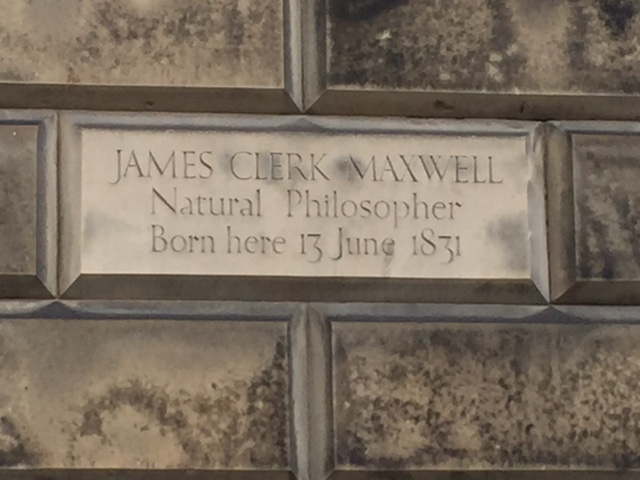 JAMES CLERK MAXWELL
Natural Philosopher
Born here 13 June 1831